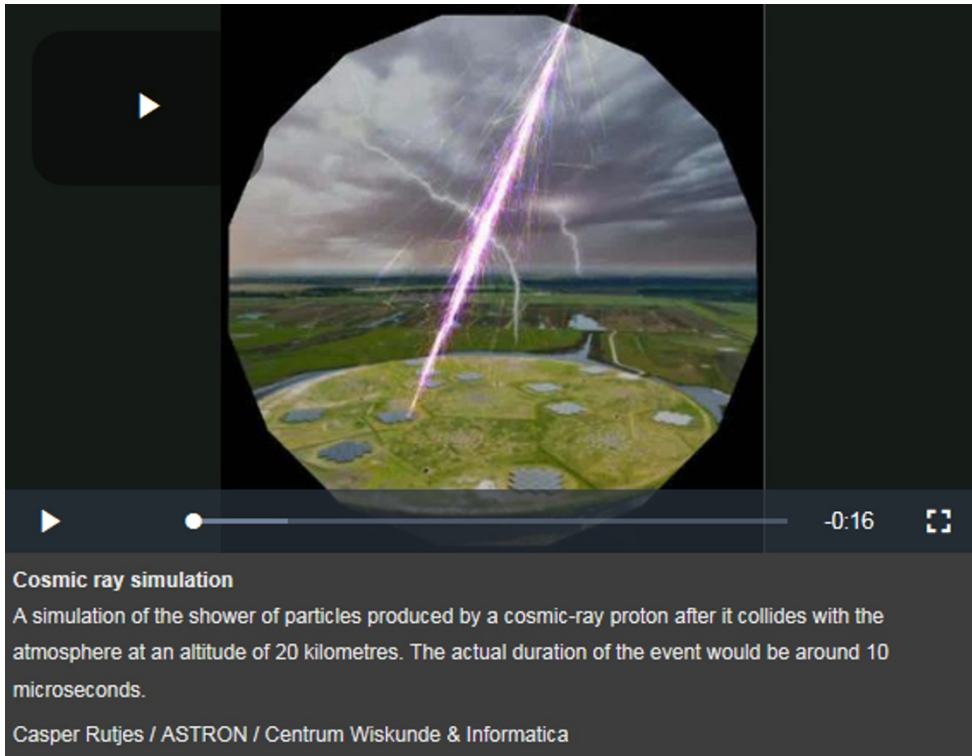 -0:16
Cosmic ray simulation
A simulation of the shower of particles produced by a cosmic-ray proton after it collides with the
atmosphere at an altitude of 20 kilometres. The actual duration of the event would be around 10
microseconds.
Casper Rutjes / ASTRON / Centrum Wiskunde & Informatica